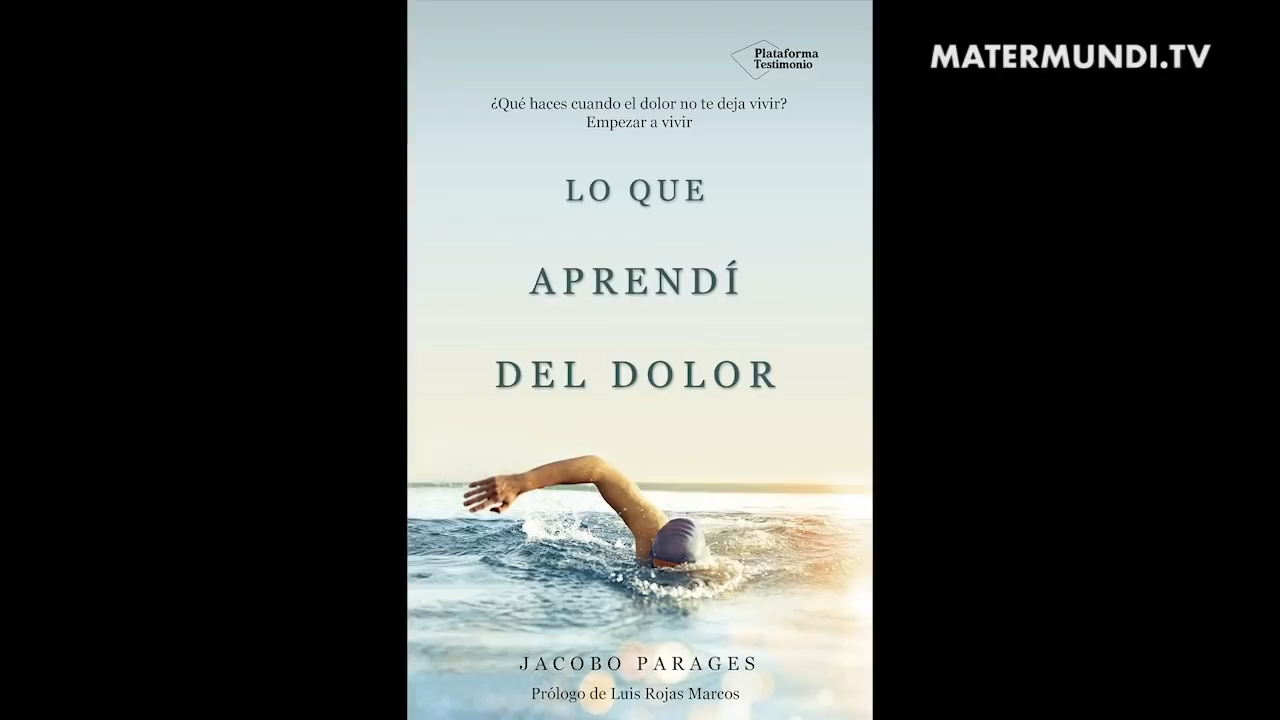 MATERMUNDI.TV
Plataforma
Testimonio
¿Qué haces cuando el dolor no te deja vivir?
Empezar a vivir
LO QUE
APRENDÍ
DEL DOLOR
JACOBO PARAGES
Prólogo de Luis Rojas Marcos